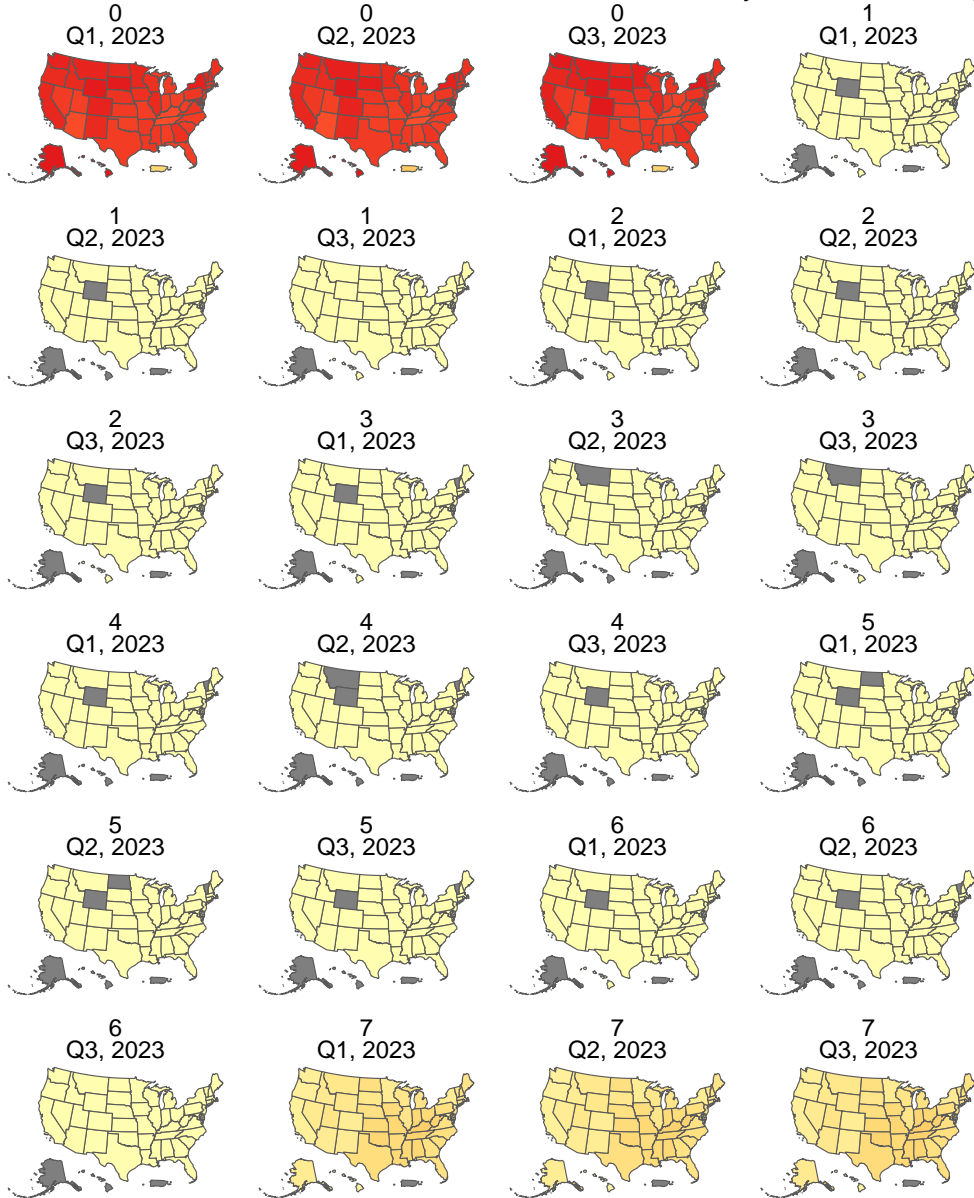 0 0 0 1
Q1, 2023 Q2, 2023 Q3, 2023 Q1, 2023
1 1 2 2
Q2, 2023 Q3, 2023 Q1, 2023 Q2, 2023
2 3 3 3
Q3, 2023 Q1, 2023 Q2, 2023 Q3, 2023
4 4 4 5
Q1, 2023 Q2, 2023 Q3, 2023 Q1, 2023
5 5 6 6
Q2, 2023 Q3, 2023 Q1, 2023 Q2, 2023
6 7 7 7
Q3, 2023 Q1, 2023 Q2, 2023 Q3, 2023